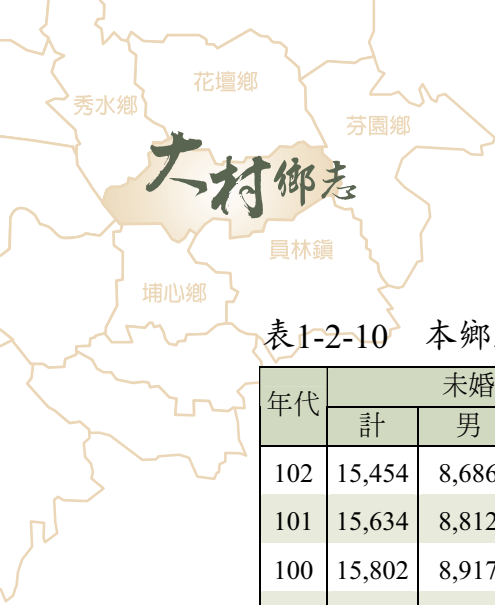 花壇鄉
秀水鄉
芬園鄉
大村鄉志
員林鎮
埔心鄉
表1-2-10 本鄉
年代 未婚
計 男
102 15,454 8,686
101 15,634 8,812
100 15,802 8,917